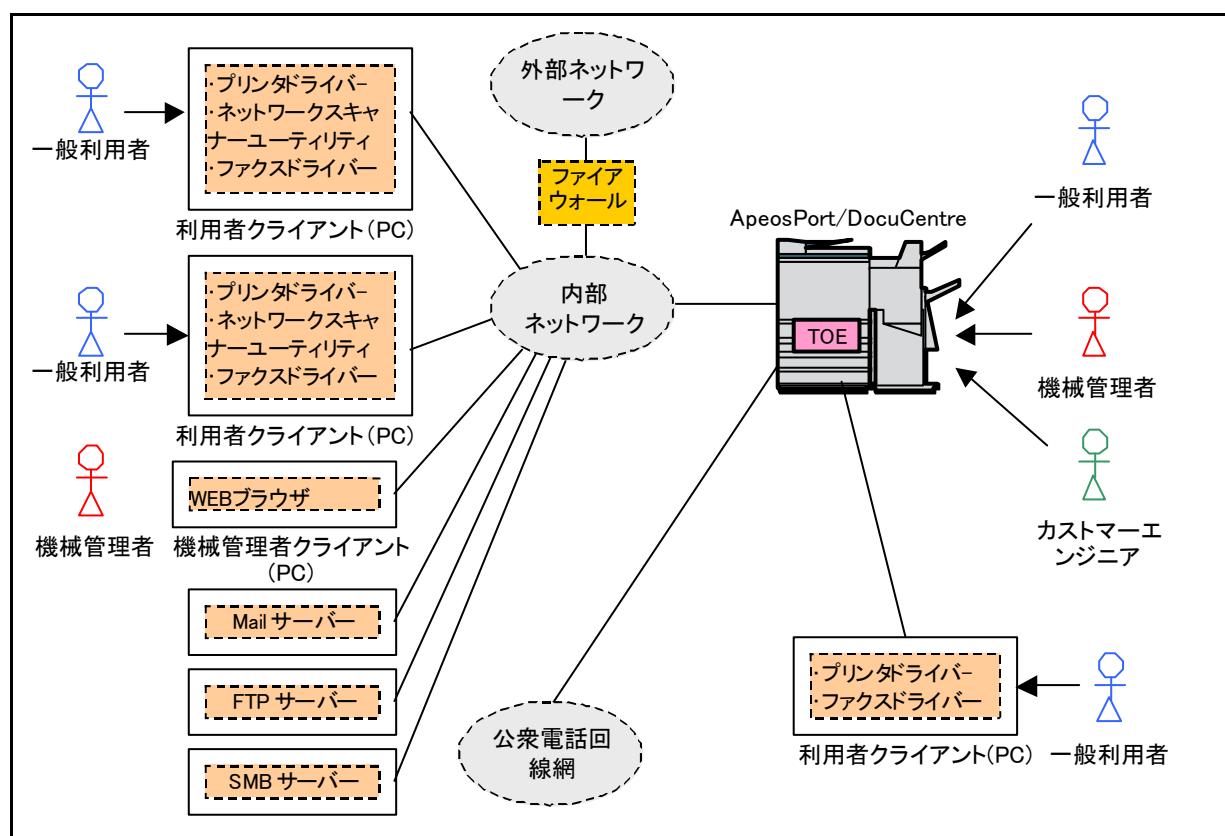 一般利用者
・プリンタドライバー
・ネットワークスキャ
ナーユーティリティ
・ファクスドライバー
利用者クライアント(PC)
外部ネットワ
ーク
ファイア
ウォール
一般利用者
・プリンタドライバー
・ネットワークスキャ
ナーユーティリティ
・ファクスドライバー
利用者クライアント(PC)
内部
ネットワーク
ApeosPort/DocuCentre
TOE
一般利用者
機械管理者
カストマーエ
ンジニア
機械管理者
WEBブラウザ
機械管理者クライアント
(PC)
Mail サーバー
FTP サーバー
SMB サーバー
公衆電話回
線網
・プリンタドライバー
・ファクスドライバー
利用者クライアント(PC)
一般利用者